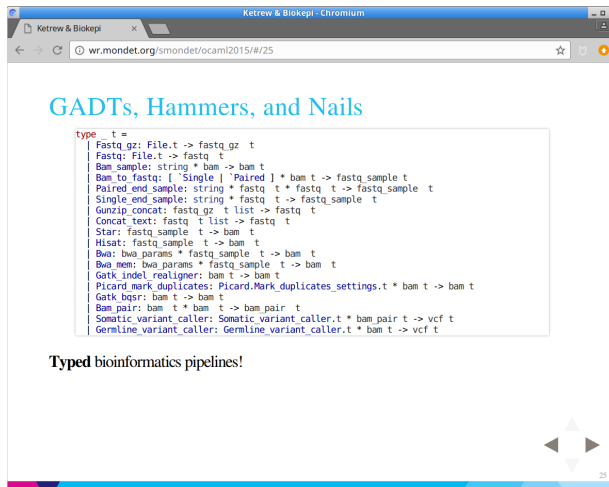 Ketrew & Biokepi - Chromium
Ketrew & Biokepi ×
wr.mondet.org/smondet/ocaml2015/#/25
GADTs, Hammers, and Nails
type _ t =
| Fastq_gz: File.t -> fastq_gz  t
| Fastq: File.t -> fastq  t
| Bam_sample: string * bam -> bam t
| Bam_to_fastq: [ `Single | `Paired ] * bam t -> fastq_sample t
| Paired_end_sample: string * fastq  t * fastq  t -> fastq_sample  t
| Single_end_sample: string * fastq  t -> fastq_sample  t
| Gunzip_concat: fastq_gz  t list -> fastq  t
| Concat_text: fastq  t list -> fastq  t
| Star: fastq_sample  t -> bam  t
| Hisat: fastq_sample  t -> bam  t
| Bwa: bwa_params * fastq_sample  t -> bam  t
| Bwa_mem: bwa_params * fastq_sample  t -> bam  t
| Gatk_indel_realigner: bam t -> bam t
| Picard_mark_duplicates: Picard.Mark_duplicates_settings.t * bam t -> bam t
| Gatk_bqsr: bam t -> bam t
| Bam_pair: bam  t * bam  t -> bam_pair  t
| Somatic_variant_caller: Somatic_variant_caller.t * bam_pair t -> vcf t
| Germline_variant_caller: Germline_variant_caller.t * bam t -> vcf t
Typed bioinformatics pipelines!
25